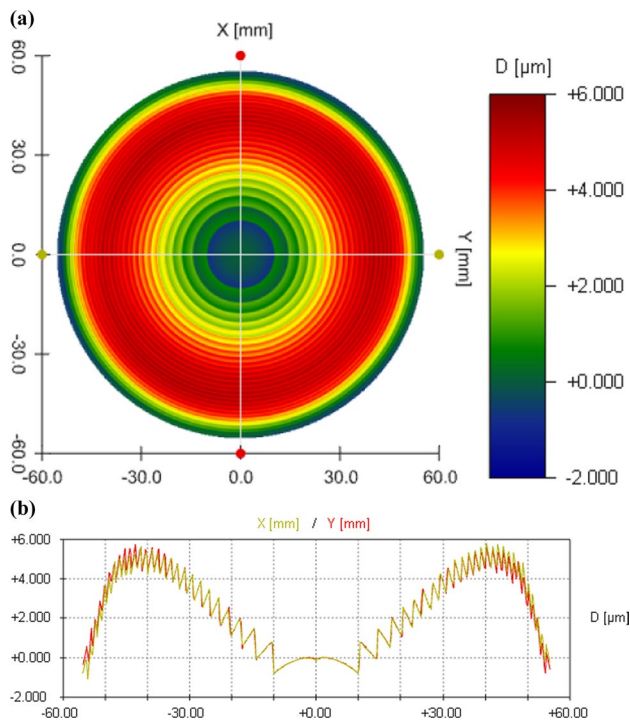 (a)
X [mm]
D [µm]
60.0
30.0
0.0
-30.0
-60.0
Y [mm]
+6.000
+4.000
+2.000
+0.000
-2.000
-60.0 -30.0 0.0 30.0 60.0
(b)
X [mm] / Y [mm]
+6.000
+4.000
+2.000
+0.000
-2.000
D [µm]
-60.00 -30.00 +0.00 +30.00 +60.00